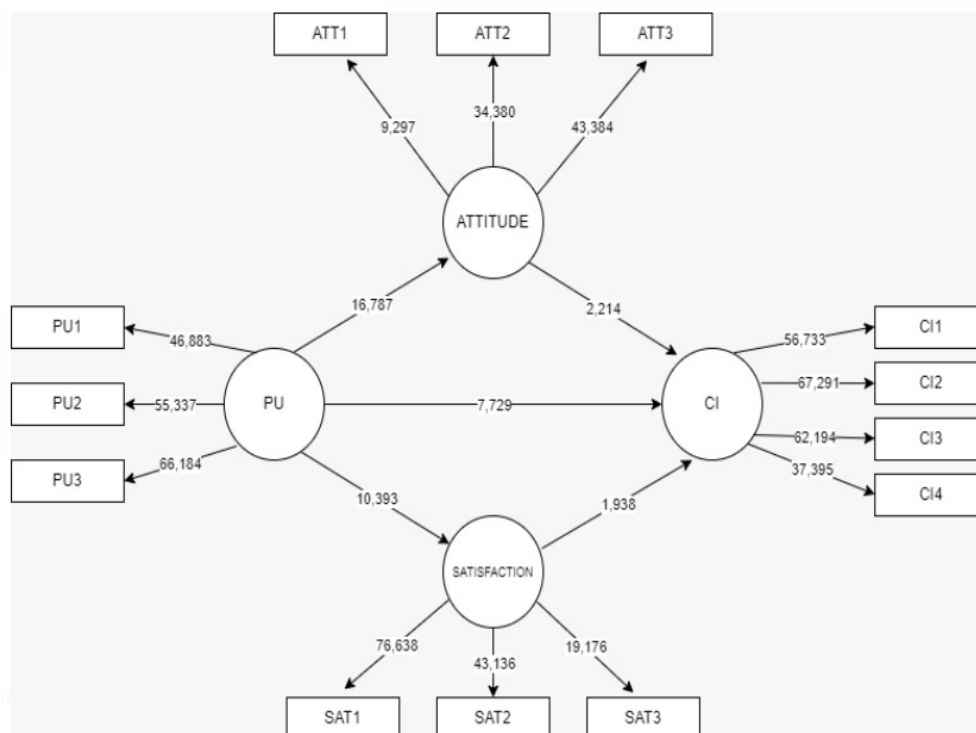 ATT1
ATT2
ATT3
9,297
34,380
43,384
ATTITUDE
16,787
2,214
PU1
PU2
PU3
46,883
55,337
66,184
PU
7,729
CI
56,733
67,291
62,194
37,395
CI1
CI2
CI3
CI4
10,393
1,938
SATISFACTION
76,638
43,136
19,176
SAT1
SAT2
SAT3